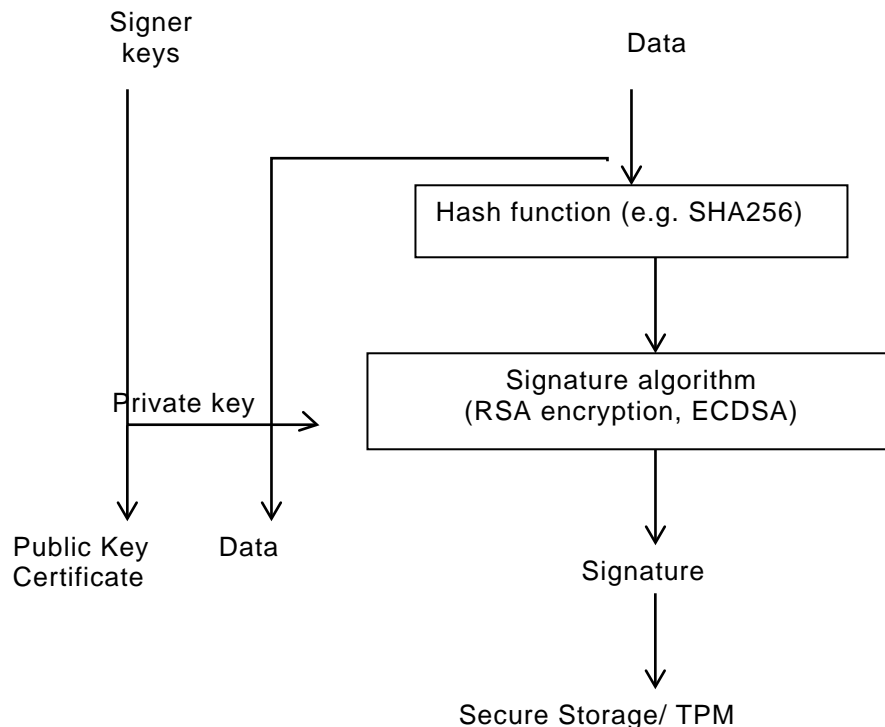 Signer
keys
Data
Hash function (e.g. SHA256)
Signature algorithm
(RSA encryption, ECDSA)
Private key
Public Key
Certificate
Data
Signature
Secure Storage/ TPM